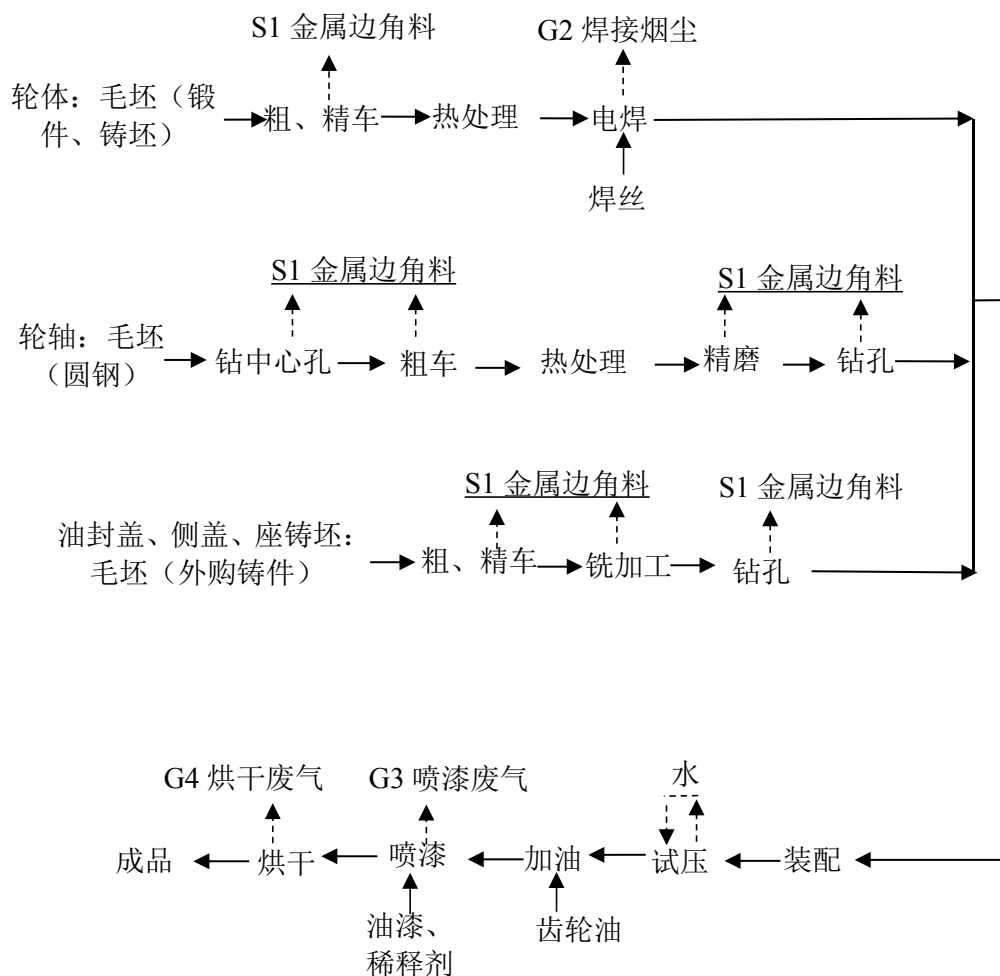 S1 金属边角料
G2 焊接烟尘
轮体：毛坯（锻
件、铸坯）
粗、精车
热处理
电焊
焊丝
S1 金属边角料
S1 金属边角料
轮轴：毛坯
（圆钢）
钻中心孔
粗车
热处理
精磨
钻孔
S1 金属边角料
S1 金属边角料
油封盖、侧盖、座铸坯：
毛坯（外购铸件）
粗、精车
铣加工
钻孔
G4 烘干废气
G3 喷漆废气
水
成品
烘干
喷漆
加油
试压
装配
油漆、
稀释剂
齿轮油